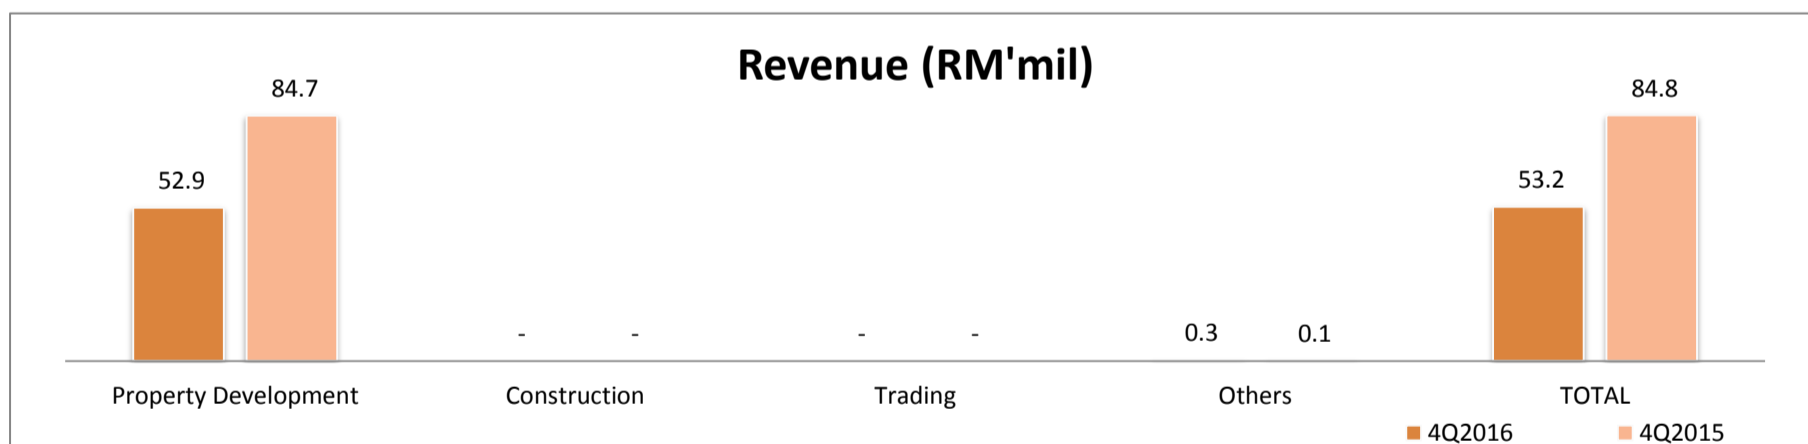 Revenue (RM'mil)
84.7
84.8
52.9
53.2
- - - - 0.3 0.1
Property Development Construction Trading Others TOTAL
4Q2016 4Q2015